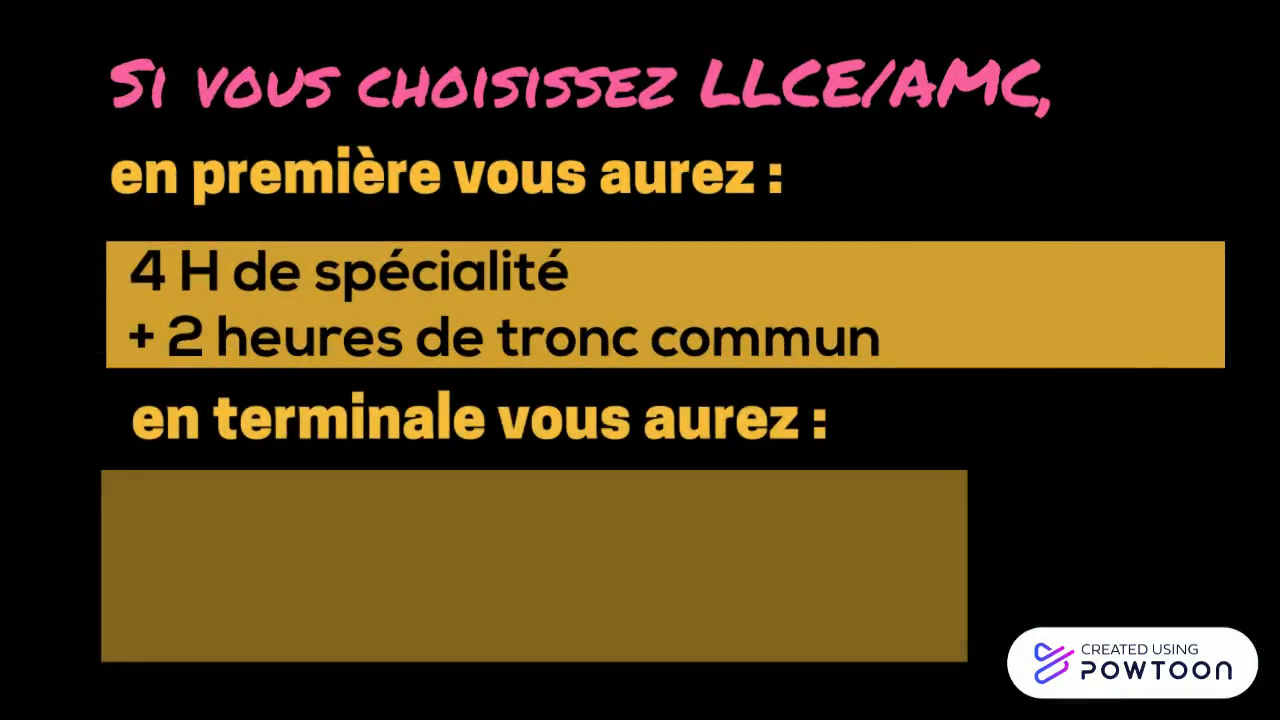 Si vous choisissez LLCE/AMC,
en première vous aurez :
4 H de spécialité
+ 2 heures de tronc commun
en terminale vous aurez :
CREATED USING
POWTOON